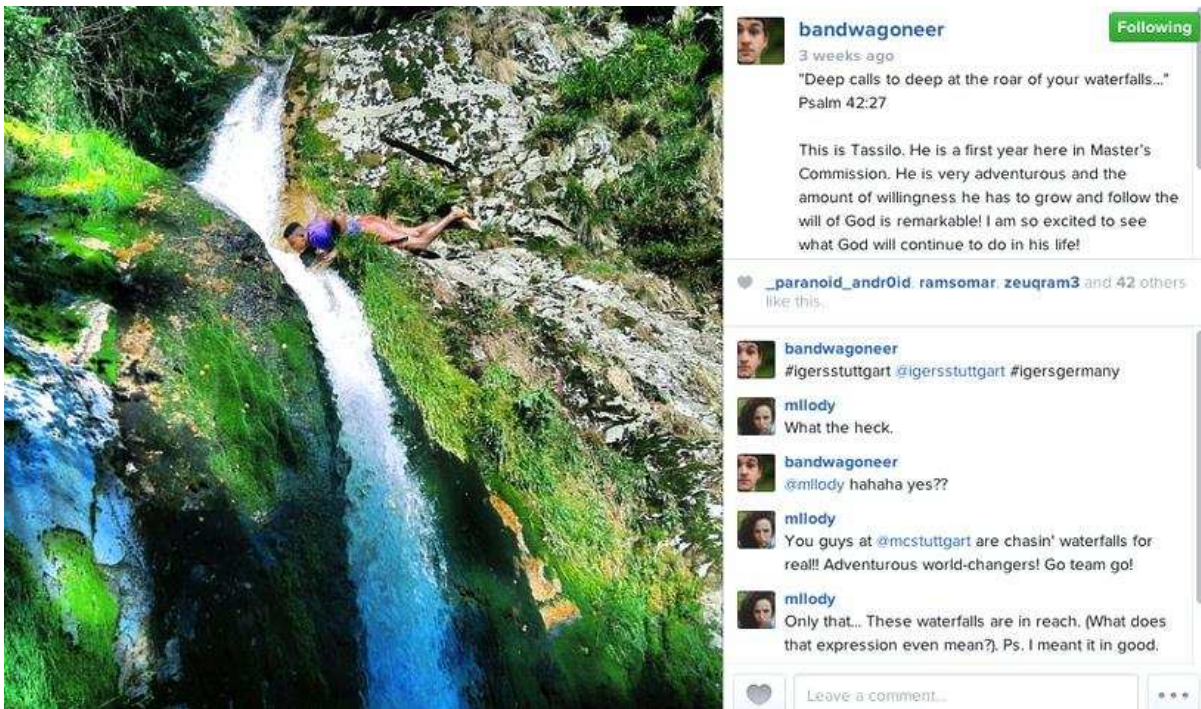 bandwagoneer
Following
3 weeks ago
"Deep calls to deep at the roar of your waterfalls..."
Psalm 42:27
This is Tassilo. He is a first year here in Master's
Commission. He is very adventurous and the
amount of willingness he has to grow and follow the
will of God is remarkable! I am so excited to see
what God will continue to do in his life!
_paranoid_andr0id, ramsomar, zeuqram3 and 42 others
like this.
bandwagoneer
#igersstuttgart @igersstuttgart #igersgermany
mllody
What the heck.
bandwagoneer
@mllody hahaha yes??
mllody
You guys at @mcstuttgart are chasin' waterfalls for
real!! Adventurous world-changers! Go team go!
mllody
Only that... These waterfalls are in reach. (What does
that expression even mean?). Ps. I meant it in good.
Leave a comment...